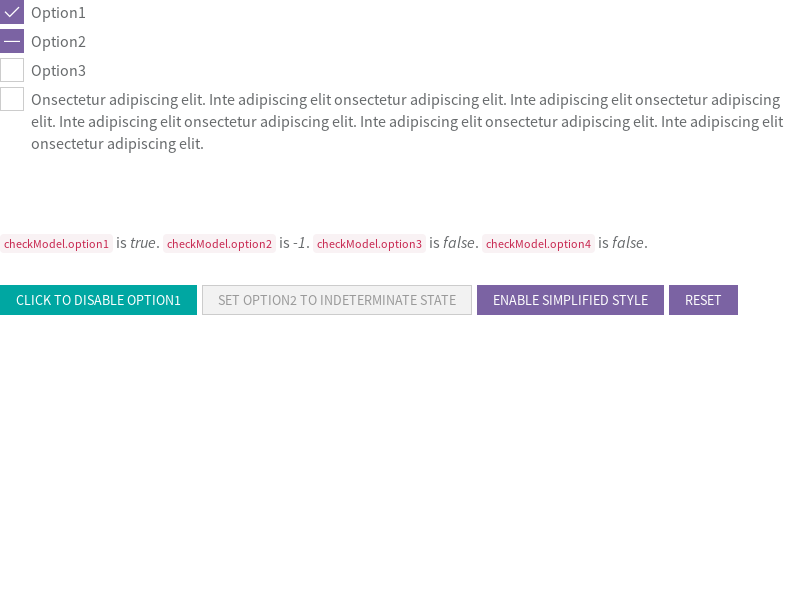 Option1
Option2
Option3
Onsectetur adipiscing elit. Inte adipiscing elit onsectetur adipiscing elit. Inte adipiscing elit onsectetur adipiscing
elit. Inte adipiscing elit onsectetur adipiscing elit. Inte adipiscing elit onsectetur adipiscing elit. Inte adipiscing elit
onsectetur adipiscing elit.
checkModel.option1 is true. checkModel.option2 is -1. checkModel.option3 is false. checkModel.option4 is false.
CLICK TO DISABLE OPTION1 SET OPTION2 TO INDETERMINATE STATE ENABLE SIMPLIFIED STYLE RESET